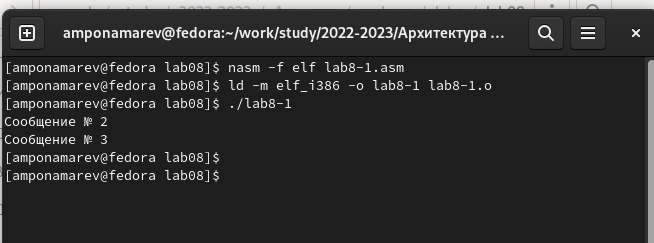 amponamarev@fedora:~/work/study/2022-2023/Архитектура ...
[amponamarev@fedora lab08]$ nasm -f elf lab8-1.asm
[amponamarev@fedora lab08]$ ld -m elf_i386 -o lab8-1 lab8-1.o
[amponamarev@fedora lab08]$ ./lab8-1
Сообщение № 2
Сообщение № 3
[amponamarev@fedora lab08]$
[amponamarev@fedora lab08]$